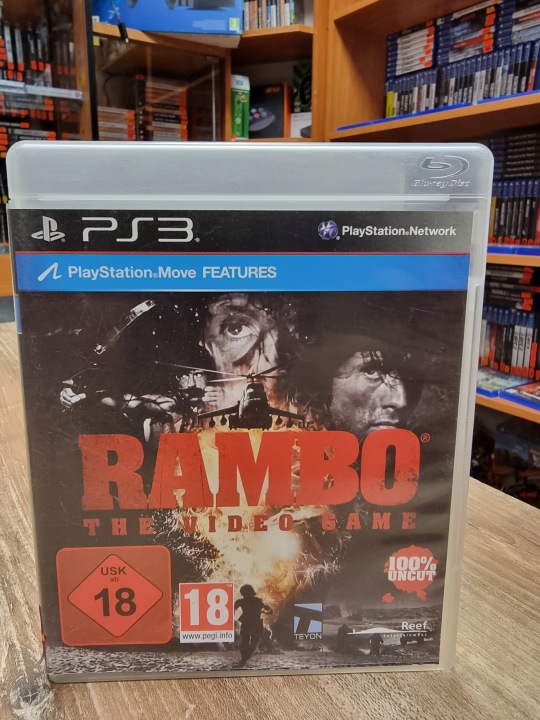 Blu-ray Disc
PS3
PlayStation®Network
PlayStation®Move FEATURES
RAMBO®
THE VIDEO GAME
100%
UNCUT
USK
ab
18
18
www.pegi.info
TEYON
Reef
Entertainment